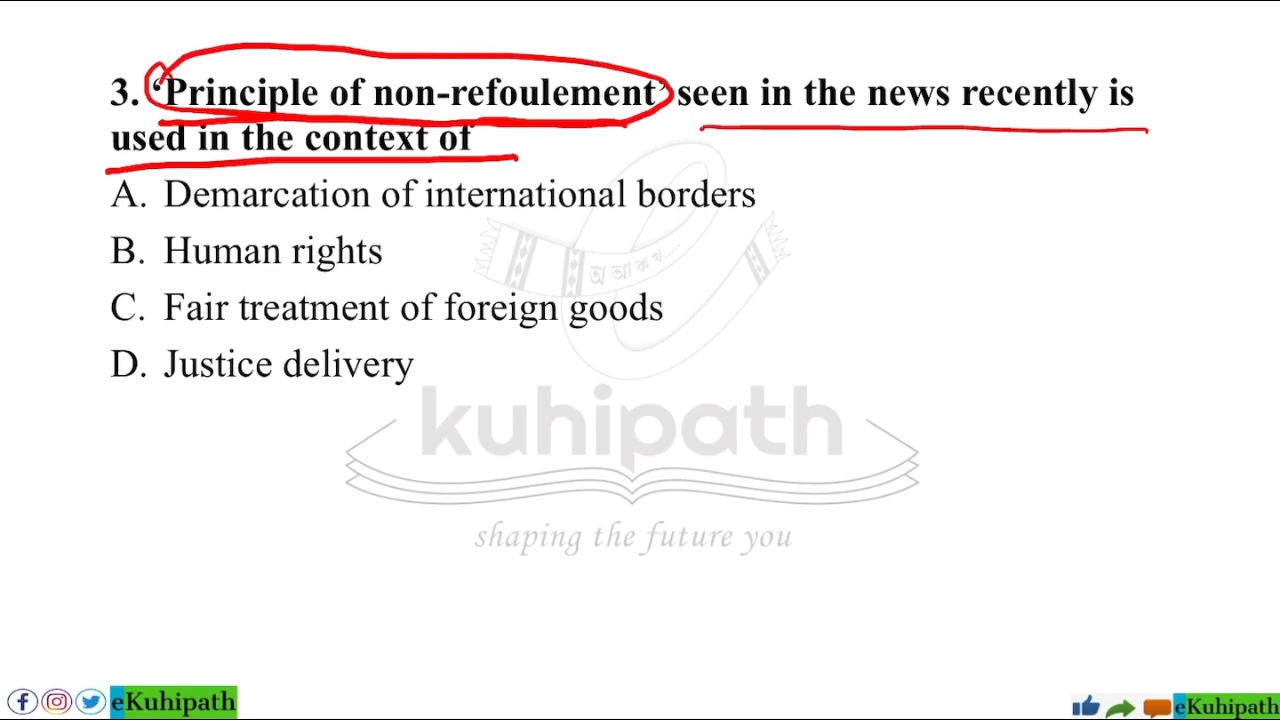 3. ‘Principle of non-refoulement’ seen in the news recently is
used in the context of
A. Demarcation of international borders
B. Human rights
C. Fair treatment of foreign goods
D. Justice delivery
অ আ ক খ.....
kuhipath
shaping the future you
eKuhipath
eKuhipath